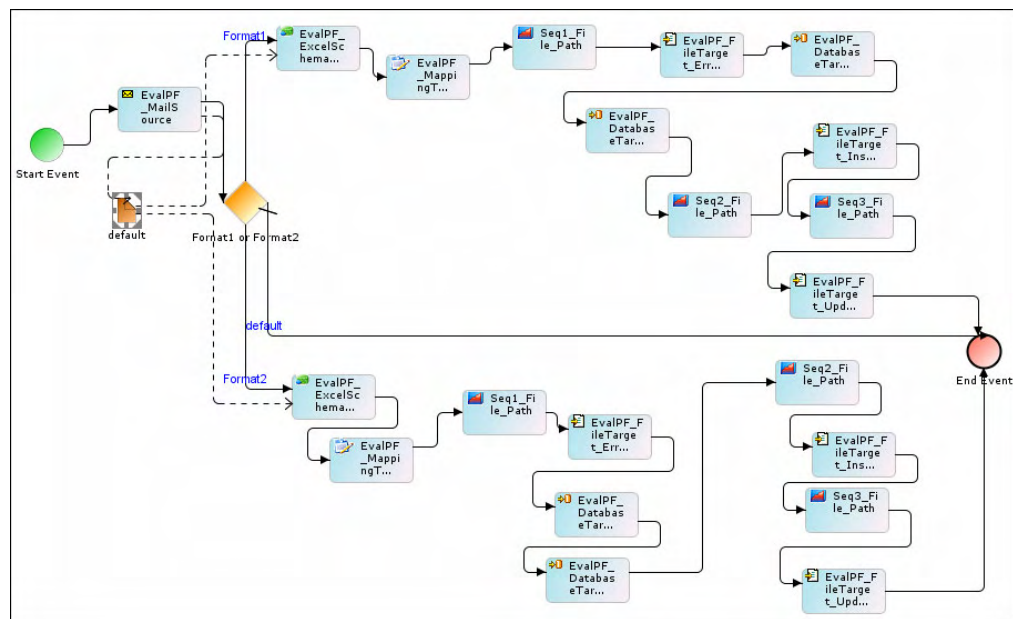 Format1
EvalPF_
ExcelSche
ma...
EvalPF
_Mappi
ngT...
Seq1_Fi
le_Path
EvalPF_F
ileTarge
t_Err...
EvalPF_
Databas
eTar...
EvalPF
_MailS
ource
Start Event
default
Format1 or Format2
EvalPF_
Databas
eTar...
Seq2_Fi
le_Path
EvalPF_F
ileTarge
t_Ins...
Seq3_Fi
le_Path
EvalPF_F
ileTarge
t_Upd...
default
End Event
Format2
EvalPF_
ExcelSc
hema...
EvalPF
_Mappi
ngT...
Seq1_Fi
le_Path
EvalPF_F
ileTarge
t_Err...
EvalPF_
Databas
eTar...
EvalPF_
Databas
eTar...
Seq2_Fi
le_Path
EvalPF_F
ileTarge
t_Ins...
Seq3_Fi
le_Path
EvalPF_F
ileTarge
t_Upd...